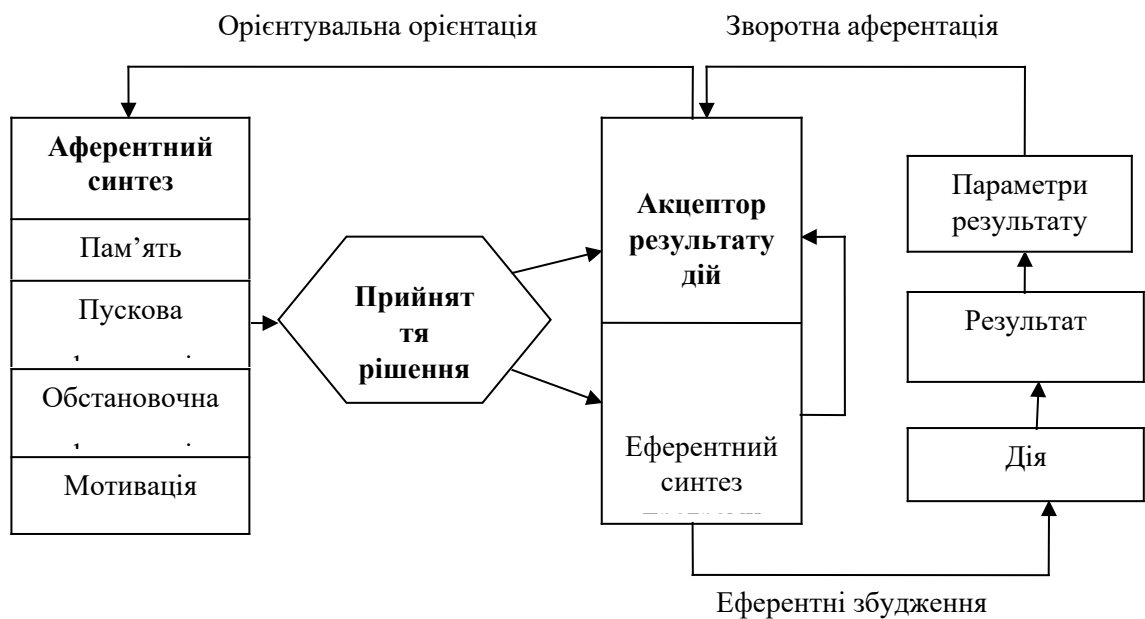 Орієнтувальна орієнтація
Зворотна аферентація
Аферентний
синтез
Пам’ять
Пускова
Обстановочна
Мотивація
Прийнят
тя
рішення
Акцептор
результату
дій
Еферентний
синтез
Параметри
результату
Результат
Дія
Еферентні збудження